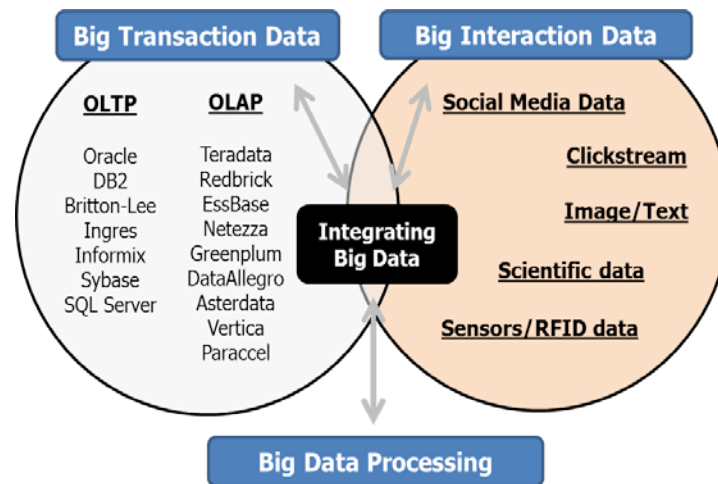 Big Transaction Data
Big Interaction Data
OLTP
Oracle
DB2
Britton-Lee
Ingres
Informix
Sybase
SQL Server
OLAP
Teradata
Redbrick
EssBase
Netezza
Greenplum
DataAllegro
Asterdata
Vertica
Paraccel
Integrating
Big Data
Social Media Data
Clickstream
Image/Text
Scientific data
Sensors/RFID data
Big Data Processing